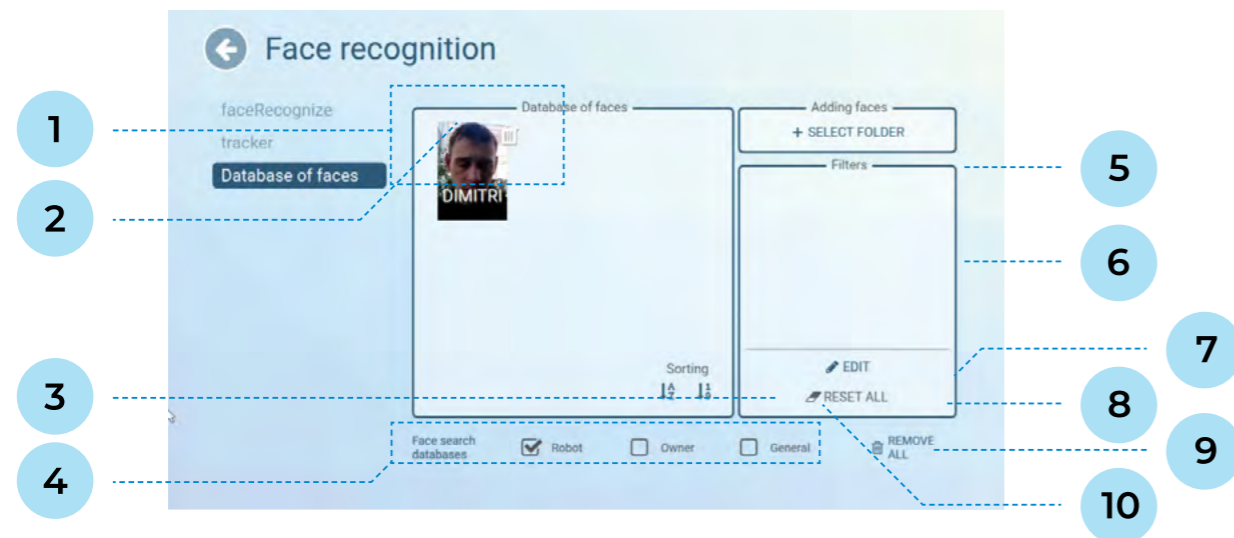 Face recognition
faceRecognize
tracker
Database of faces
Database of faces
DIMITRI
Sorting
Adding faces
+ SELECT FOLDER
Filters
EDIT
RESET ALL
Face search
databases
Robot
Owner
General
REMOVE
ALL
1
2
3
4
5
6
7
8
9
10